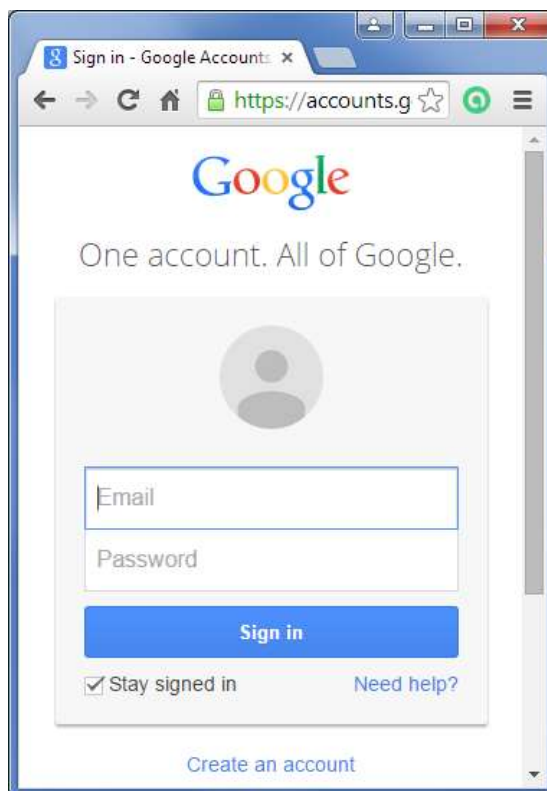 Sign in - Google Accounts
https://accounts.g
Google
One account. All of Google.
Email
Password
Sign in
Stay signed in Need help?
Create an account